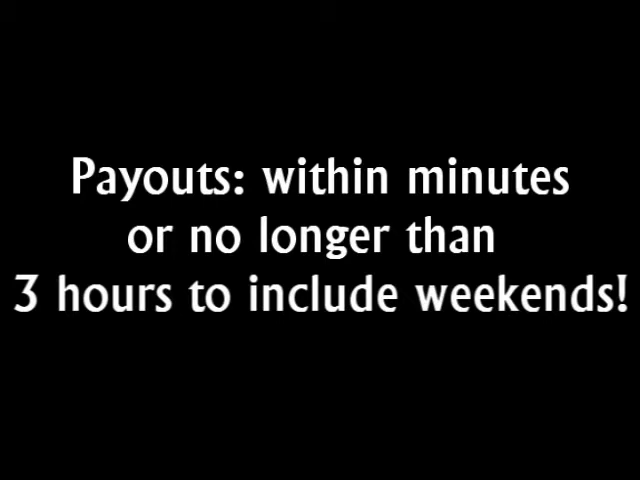 Payouts: within minutes
or no longer than
3 hours to include weekends!